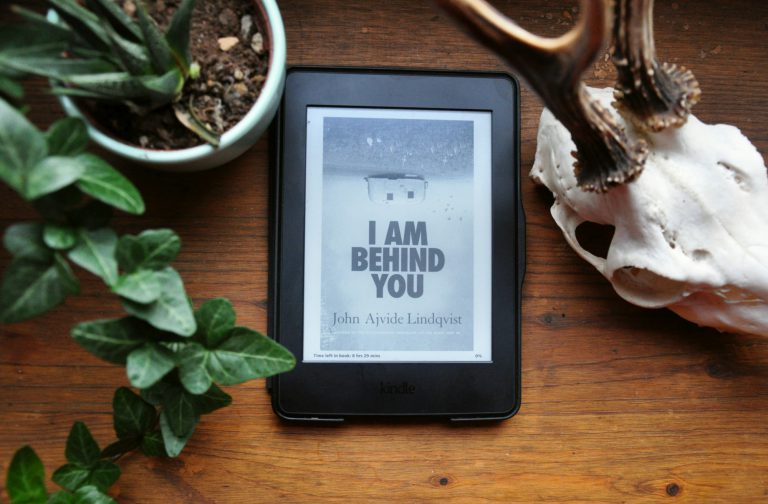 I AM
BEHIND
YOU
John Ajvide Lindqvist
Time left in book: 8 hrs 29 mins 0%
kindle